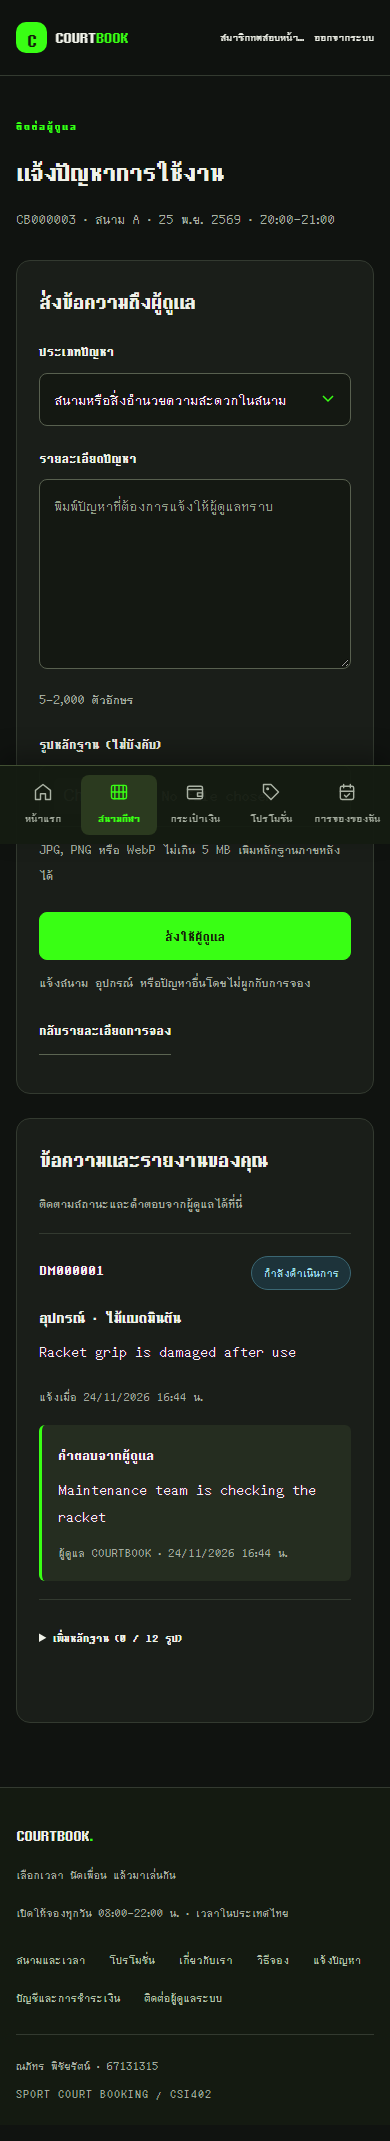 C COURTBOOK
สมาชิกทดสอบหน้า… ออกจากระบบ
ติดต่อผู้ดูแล
แจ้งปัญหาการใช้งาน
CB000003 · สนาม A · 25 พ.ย. 2569 · 20:00–21:00
ส่งข้อความถึงผู้ดูแล
ประเภทปัญหา
สนามหรือสิ่งอำนวยความสะดวกในสนาม
รายละเอียดปัญหา
พิมพ์ปัญหาที่ต้องการแจ้งให้ผู้ดูแลทราบ
5–2,000 ตัวอักษร
รูปหลักฐาน (ไม่บังคับ)
หน้าแรก สนามกีฬา กระเป๋าเงิน โปรโมชั่น การจองของฉัน
JPG, PNG หรือ WebP ไม่เกิน 5 MB เพิ่มหลักฐานภายหลัง
ได้
ส่งให้ผู้ดูแล
แจ้งสนาม อุปกรณ์ หรือปัญหาอื่นโดยไม่ผูกกับการจอง
กลับรายละเอียดการจอง
ข้อความและรายงานของคุณ
ติดตามสถานะและคำตอบจากผู้ดูแลได้ที่นี่
DM000001
กำลังดำเนินการ
อุปกรณ์ · ไม้แบดมินตัน
Racket grip is damaged after use
แจ้งเมื่อ 24/11/2026 16:44 น.
คำตอบจากผู้ดูแล
Maintenance team is checking the
racket
ผู้ดูแล COURTBOOK · 24/11/2026 16:44 น.
เพิ่มหลักฐาน (0 / 12 รูป)
COURTBOOK.
เลือกเวลา นัดเพื่อน แล้วมาเล่นกัน
เปิดให้จองทุกวัน 08:00–22:00 น. · เวลาในประเทศไทย
สนามและเวลา โปรโมชั่น เกี่ยวกับเรา วิธีจอง แจ้งปัญหา
บัญชีและการชำระเงิน ติดต่อผู้ดูแลระบบ
ณภัทร พิชัยรัตน์ · 67131315
SPORT COURT BOOKING / CSI402